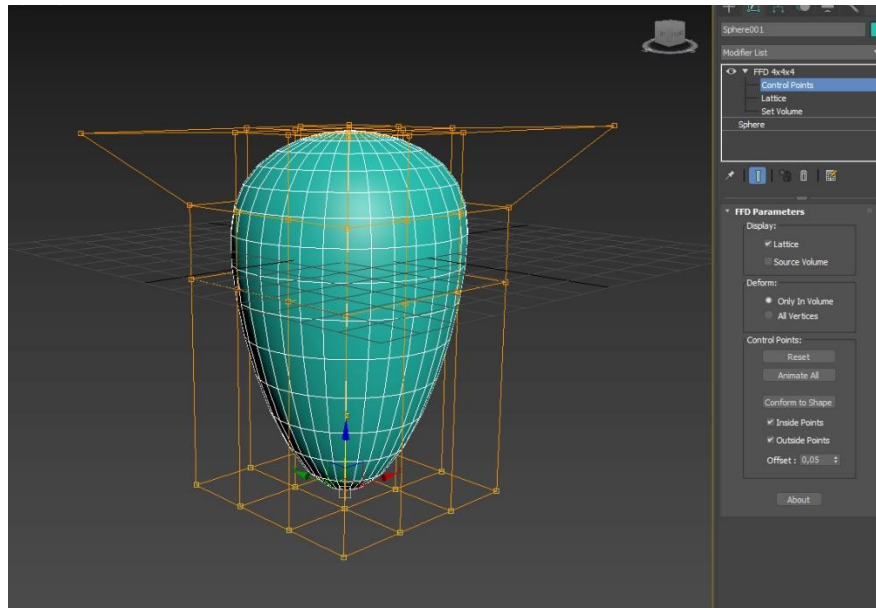 Sphere001
Modifier List
FFD 4x4x4
Control Points
Lattice
Set Volume
Sphere
FFD Parameters
Display:
Lattice
Source Volume
Deform:
Only In Volume
All Vertices
Control Points:
Reset
Animate All
Conform to Shape
Inside Points
Outside Points
Offset : 0,05
About